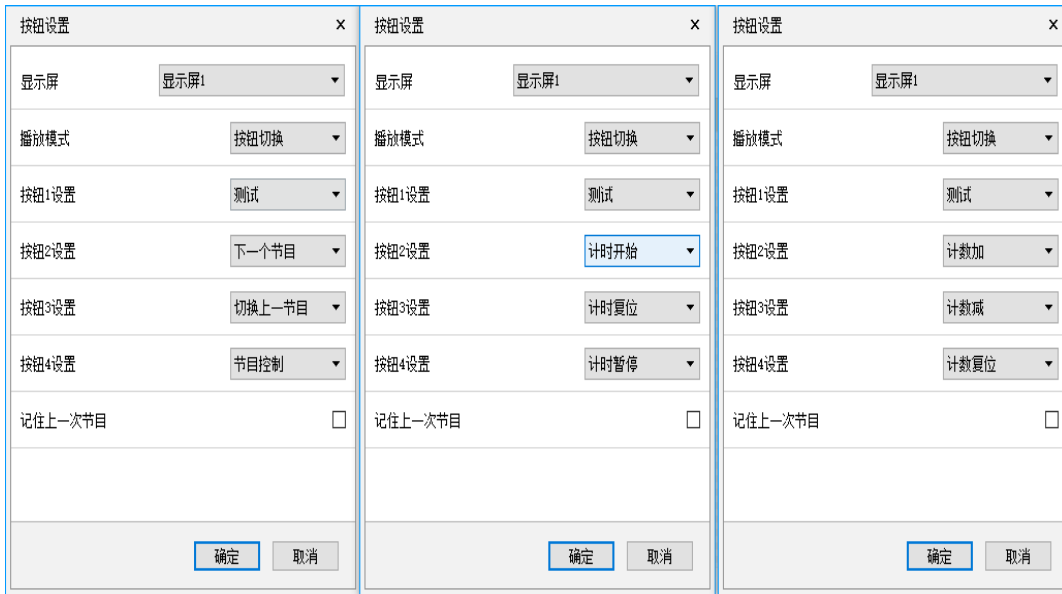 按钮设置 x
显示屏 显示屏1
播放模式 按钮切换
按钮1设置 测试
按钮2设置 下一个节目
按钮3设置 切换上一节目
按钮4设置 节目控制
记住上一次节目
确定 取消
按钮设置 x
显示屏 显示屏1
播放模式 按钮切换
按钮1设置 测试
按钮2设置 计时开始
按钮3设置 计时复位
按钮4设置 计时暂停
记住上一次节目
确定 取消
按钮设置 x
显示屏 显示屏1
播放模式 按钮切换
按钮1设置 测试
按钮2设置 计数加
按钮3设置 计数减
按钮4设置 计数复位
记住上一次节目
确定 取消